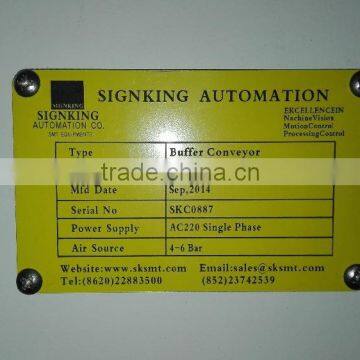 SIGNKING
SIGNKING
AUTOMATION CO.
SMT EQUIPMENTS
SIGNKING AUTOMATION
EKCELLENCEIN
NachineVision
MotionControl
ProcessingControl
Type Buffer Conveyor
Mfd Date Sep,2014
Serial No SKC0887
Power Supply AC220 Single Phase
Air Source 4-6 Bar
Website:www.sksmt.com Email:sales@sksmt.com
Tel:(8620)22883500 (852)23742539
trade.china.cn